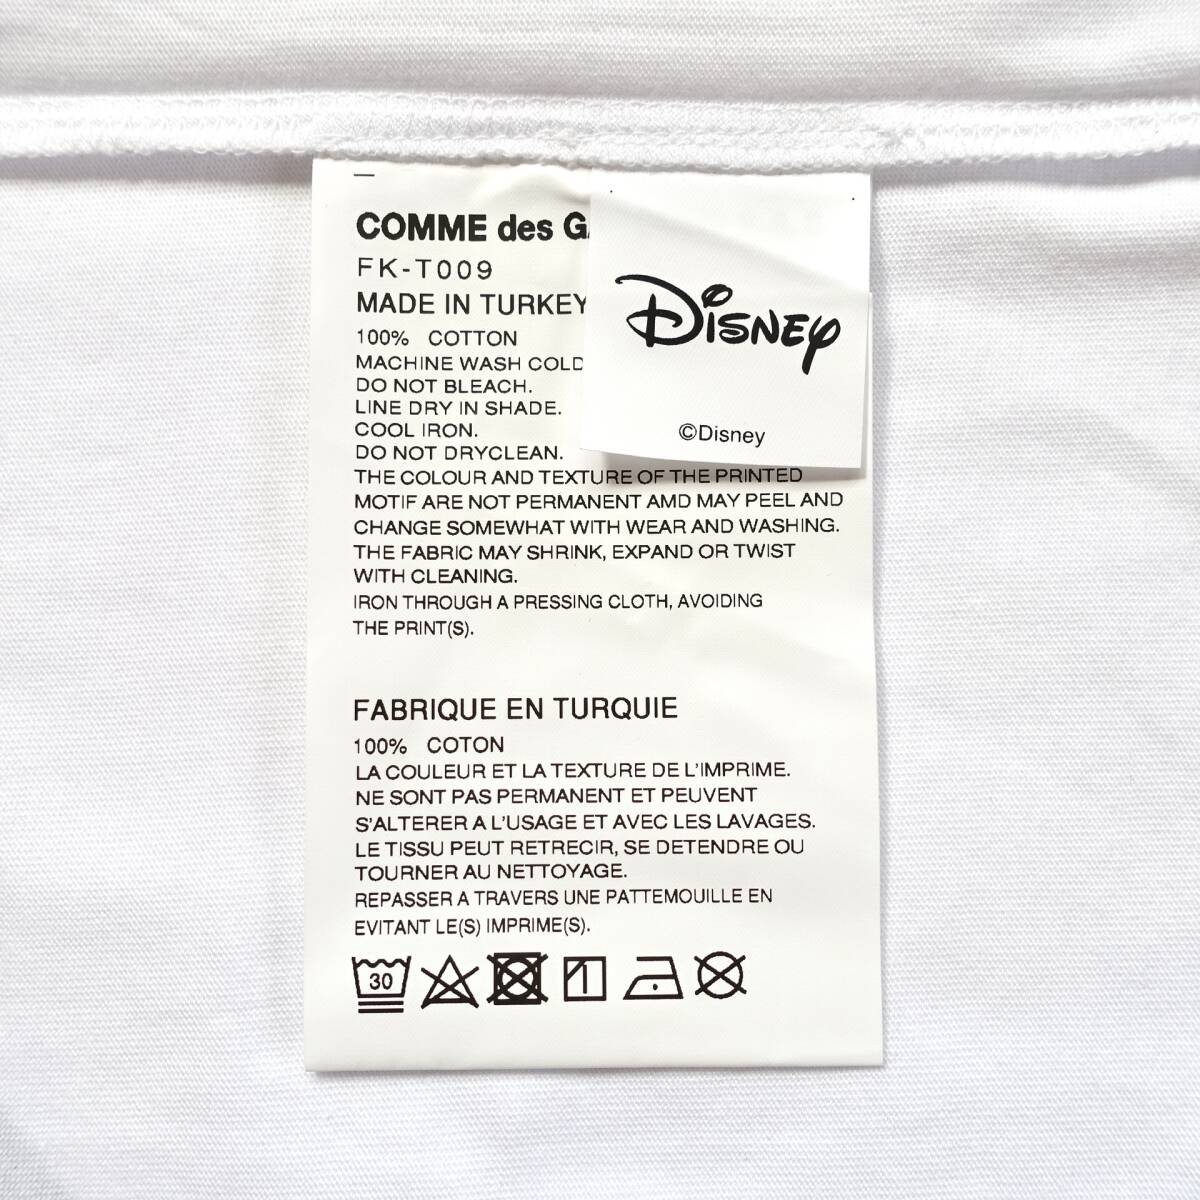 COMME des G
FK-T009
MADE IN TURKEY
100% COTTON
MACHINE WASH COLD
DO NOT BLEACH.
LINE DRY IN SHADE.
COOL IRON.
DO NOT DRYCLEAN.
THE COLOUR AND TEXTURE OF THE PRINTED
MOTIF ARE NOT PERMANENT AMD MAY PEEL AND
CHANGE SOMEWHAT WITH WEAR AND WASHING.
THE FABRIC MAY SHRINK, EXPAND OR TWIST
WITH CLEANING.
IRON THROUGH A PRESSING CLOTH, AVOIDING
THE PRINT(S).
Disney
©Disney
FABRIQUE EN TURQUIE
100% COTON
LA COULEUR ET LA TEXTURE DE L'IMPRIME.
NE SONT PAS PERMANENT ET PEUVENT
S'ALTERER A L'USAGE ET AVEC LES LAVAGES.
LE TISSU PEUT RETRECIR, SE DETENDRE OU
TOURNER AU NETTOYAGE.
REPASSER A TRAVERS UNE PATTEMOUILLE EN
EVITANT LE(S) IMPRIME(S).
30